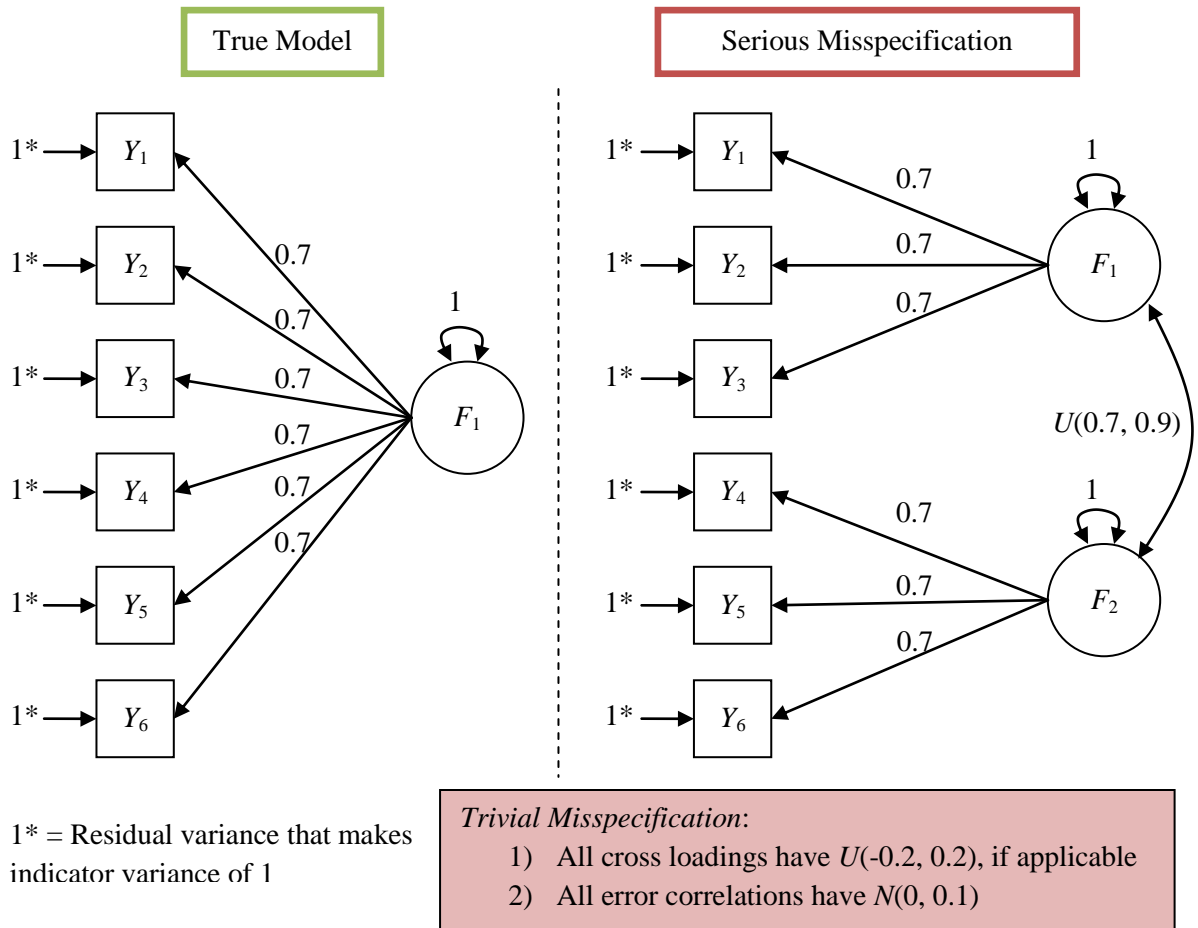 True Model
Serious Misspecification
1*
Y1
0.7
1*
Y2
0.7
1*
Y3
0.7
1*
Y4
0.7
1*
Y5
0.7
1*
Y6
0.7
1
F1
1*
Y1
0.7
1*
Y2
0.7
1*
Y3
0.7
1
F1
U(0.7, 0.9)
1*
Y4
0.7
1*
Y5
0.7
1*
Y6
0.7
1
F2
1* = Residual variance that makes
indicator variance of 1
Trivial Misspecification:
1) All cross loadings have U(-0.2, 0.2), if applicable
2) All error correlations have N(0, 0.1)